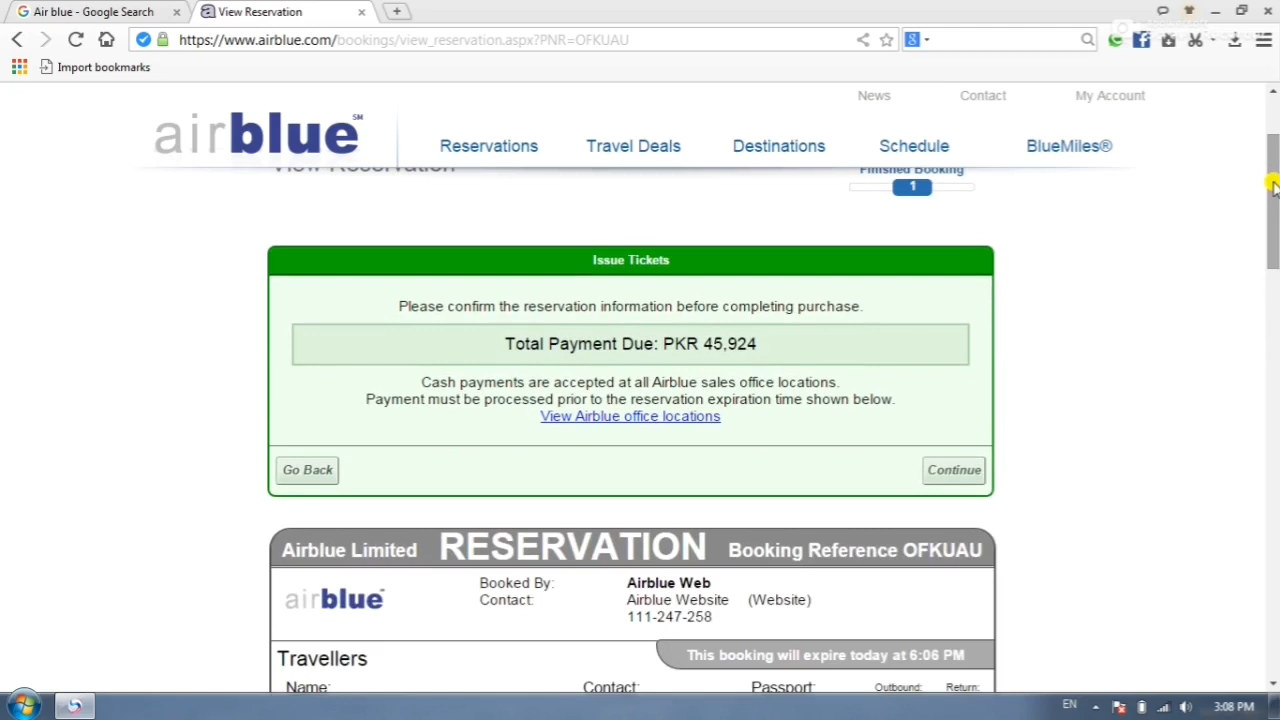 Air blue - Google Search
View Reservation
https://www.airblue.com/bookings/view_reservation.aspx?PNR=OFKUAU
Import bookmarks
News Contact My Account
airblue℠
Reservations Travel Deals Destinations Schedule BlueMiles®
View Reservation
Finished Booking
1
Issue Tickets
Please confirm the reservation information before completing purchase.
Total Payment Due: PKR 45,924
Cash payments are accepted at all Airblue sales office locations.
Payment must be processed prior to the reservation expiration time shown below.
View Airblue office locations
Go Back Continue
Airblue Limited RESERVATION Booking Reference OFKUAU
airblue
Booked By: Airblue Web
Contact: Airblue Website (Website)
111-247-258
Travellers This booking will expire today at 6:06 PM
Name: Contact: Passport: Outbound: Return:
EN 3:08 PM